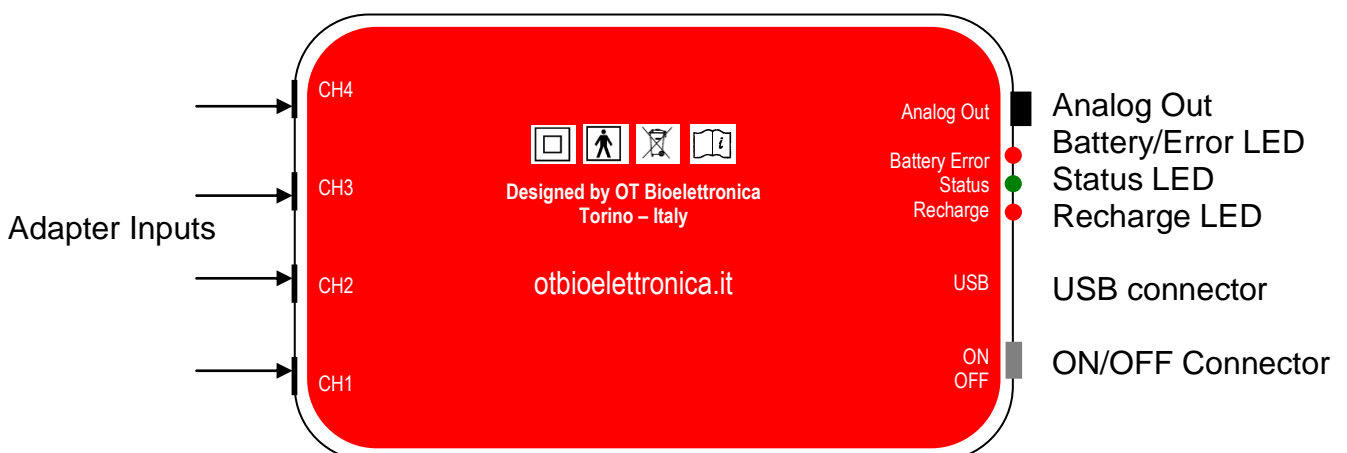 Adapter Inputs
CH4
CH3
CH2
CH1
i
Designed by OT Bioelettronica
Torino – Italy
otbioelettronica.it
Analog Out
Battery Error
Status
Recharge
USB
ON
OFF
Analog Out
Battery/Error LED
Status LED
Recharge LED
USB connector
ON/OFF Connector